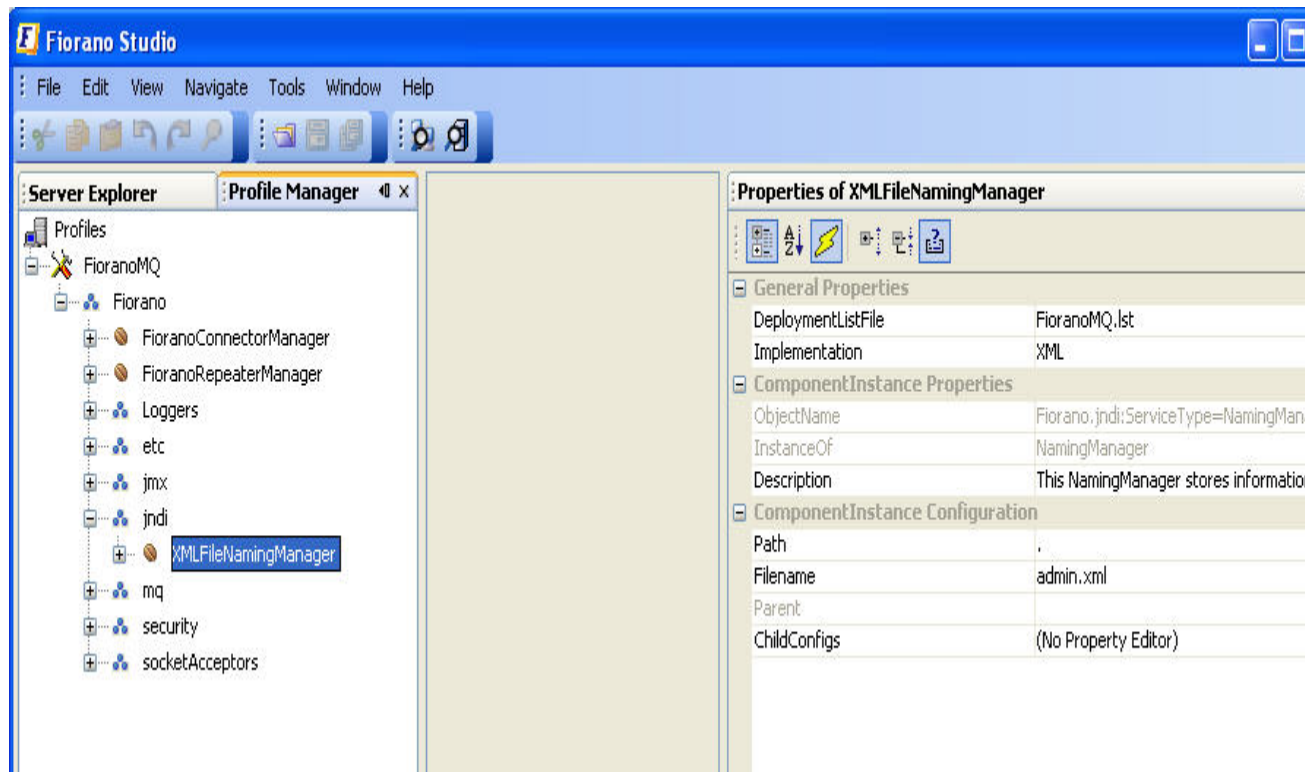 Fiorano Studio
File Edit View Navigate Tools Window Help
Server Explorer
Profile Manager
Profiles
FioranoMQ
Fiorano
FioranoConnectorManager
FioranoRepeaterManager
Loggers
etc
jmx
jndi
XMLFileNamingManager
mq
security
socketAcceptors
Properties of XMLFileNamingManager
General Properties
DeploymentListFile FioranoMQ.lst
Implementation XML
ComponentInstance Properties
ObjectName Fiorano.jndi:ServiceType=NamingMan
InstanceOf NamingManager
Description This NamingManager stores informatio
ComponentInstance Configuration
Path .
Filename admin.xml
Parent
ChildConfigs (No Property Editor)